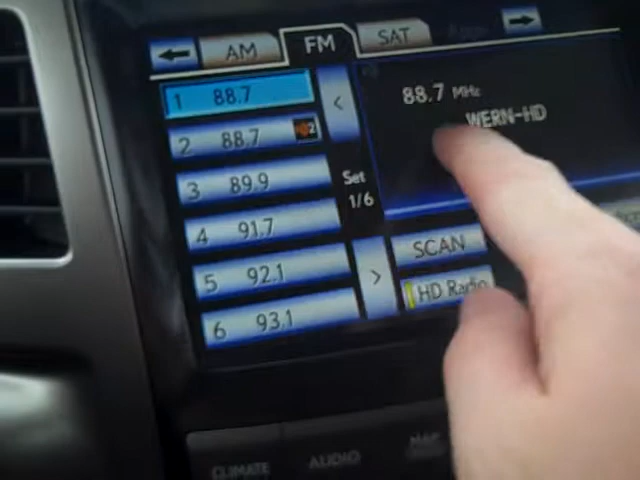 AM
FM
SAT
1 88.7
2 88.7 HD2
3 89.9
4 91.7
5 92.1
6 93.1
<
Set
1/6
>
88.7 MHz
WERN-HD
SCAN
HD Radio
CLIMATE
AUDIO